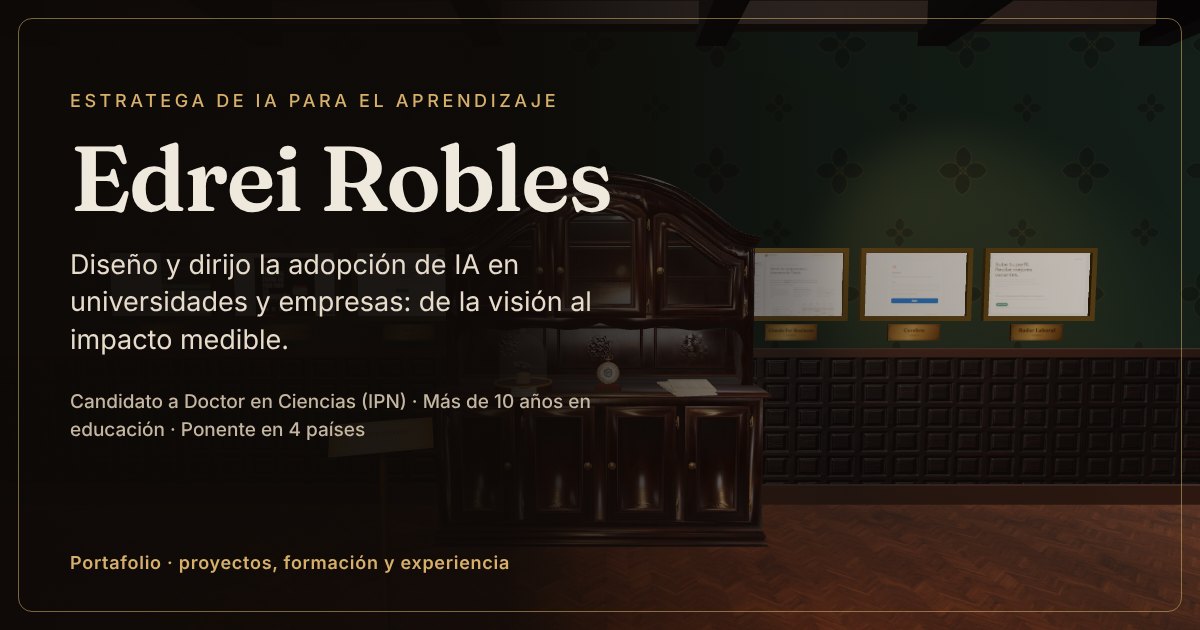 ESTRATEGA DE IA PARA EL APRENDIZAJE
Edrei Robles
Diseño y dirijo la adopción de IA en
universidades y empresas: de la visión al
impacto medible.
Candidato a Doctor en Ciencias (IPN) · Más de 10 años en
educación · Ponente en 4 países
Portafolio · proyectos, formación y experiencia
Radar Laboral